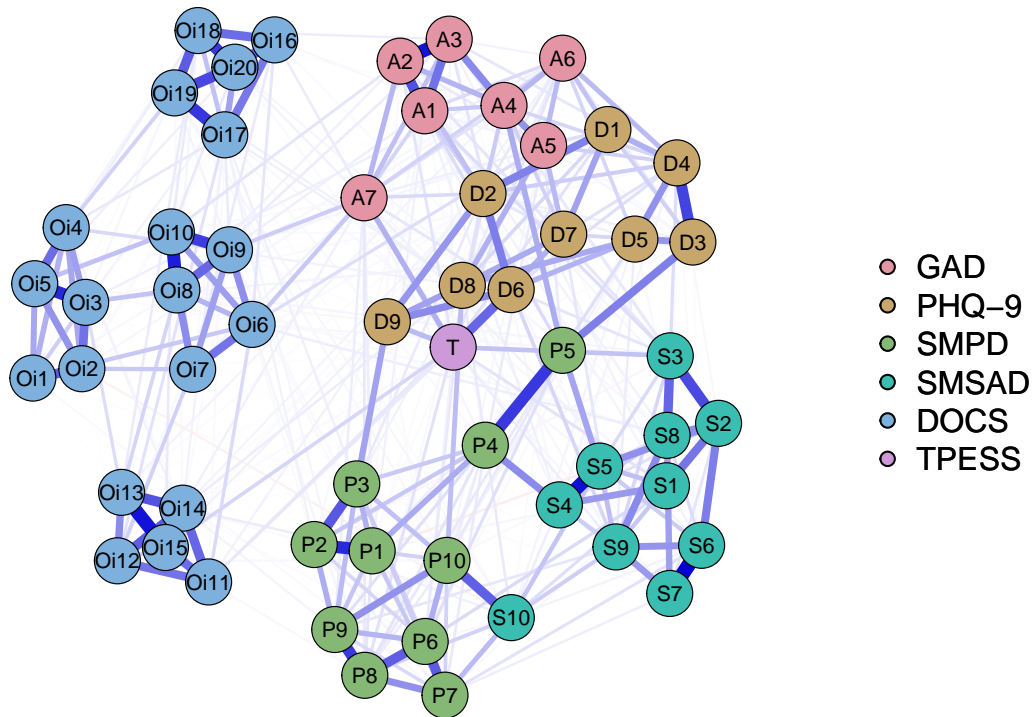 Oi18
Oi16
Oi20
Oi19
Oi17
A3
A2
A6
A1
A4
D1
A5
D4
A7
D2
Oi4
Oi10
Oi9
D7
D5
D3
Oi5
Oi3
Oi8
D8
D6
Oi6
D9
T
P5
S3
Oi1
Oi2
Oi7
S2
P4
S8
S5
S1
P3
Oi13
Oi14
S4
P2
P1
Oi15
Oi12
P10
S9
S6
Oi11
S7
S10
P9
P6
P8
P7
GAD
PHQ−9
SMPD
SMSAD
DOCS
TPESS